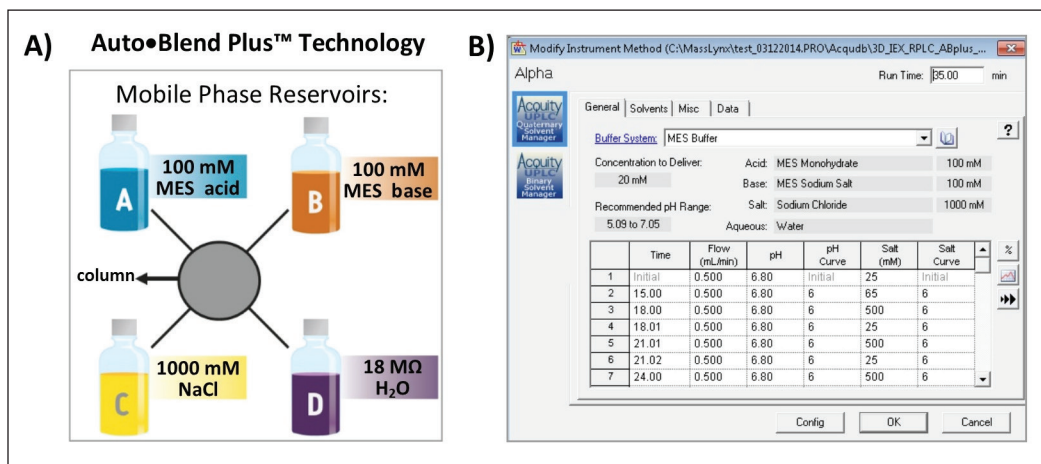 A) Auto●Blend Plus™ Technology
Mobile Phase Reservoirs:
A
100 mM
MES acid
B
100 mM
MES base
column
C
1000 mM
NaCl
D
18 MΩ
H₂O
B)
Modify Instrument Method (C:\MassLynx\test_03122014.PRO\Acqudb\3D_IEX_RPLC_ABplus_...
Alpha
Run Time: 35.00 min
Acquity
UPLC
Quaternary
Solvent
Manager
Acquity
UPLC
Binary
Solvent
Manager
General Solvents Misc Data
?
Buffer System: MES Buffer
Concentration to Deliver: Acid: MES Monohydrate 100 mM
20 mM Base: MES Sodium Salt 100 mM
Recommended pH Range: Salt: Sodium Chloride 1000 mM
5.09 to 7.05 Aqueous: Water
Time Flow (mL/min) pH pH Curve Salt (mM) Salt Curve %
1 Initial 0.500 6.80 Initial 25 Initial
2 15.00 0.500 6.80 6 65 6
3 18.00 0.500 6.80 6 500 6
4 18.01 0.500 6.80 6 25 6
5 21.01 0.500 6.80 6 500 6
6 21.02 0.500 6.80 6 25 6
7 24.00 0.500 6.80 6 500 6
Config OK Cancel